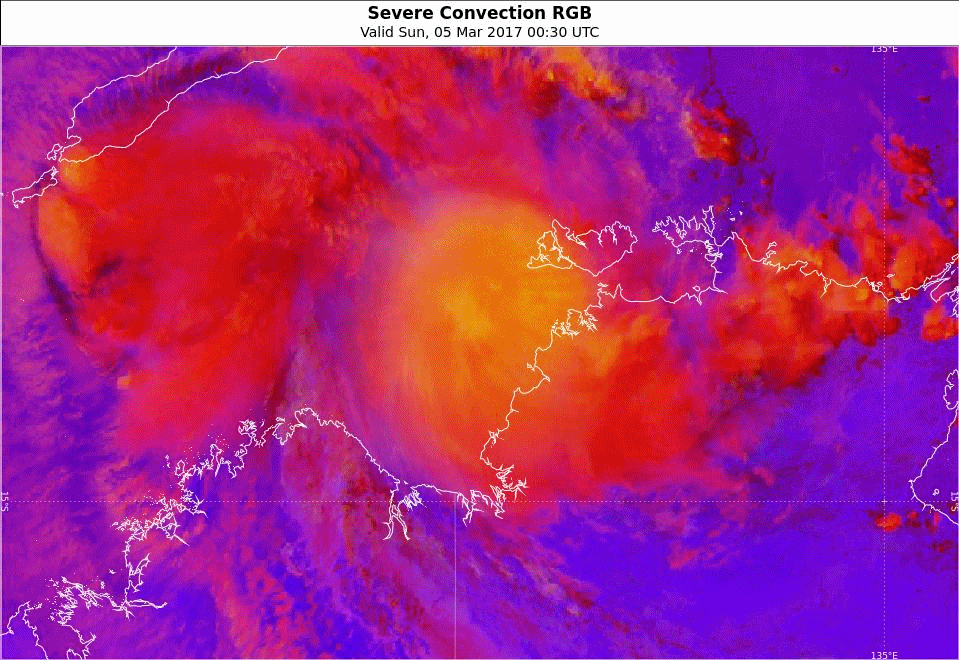 Severe Convection RGB
Valid Sun, 05 Mar 2017 00:30 UTC
135°E
15°S
15°S
135°E